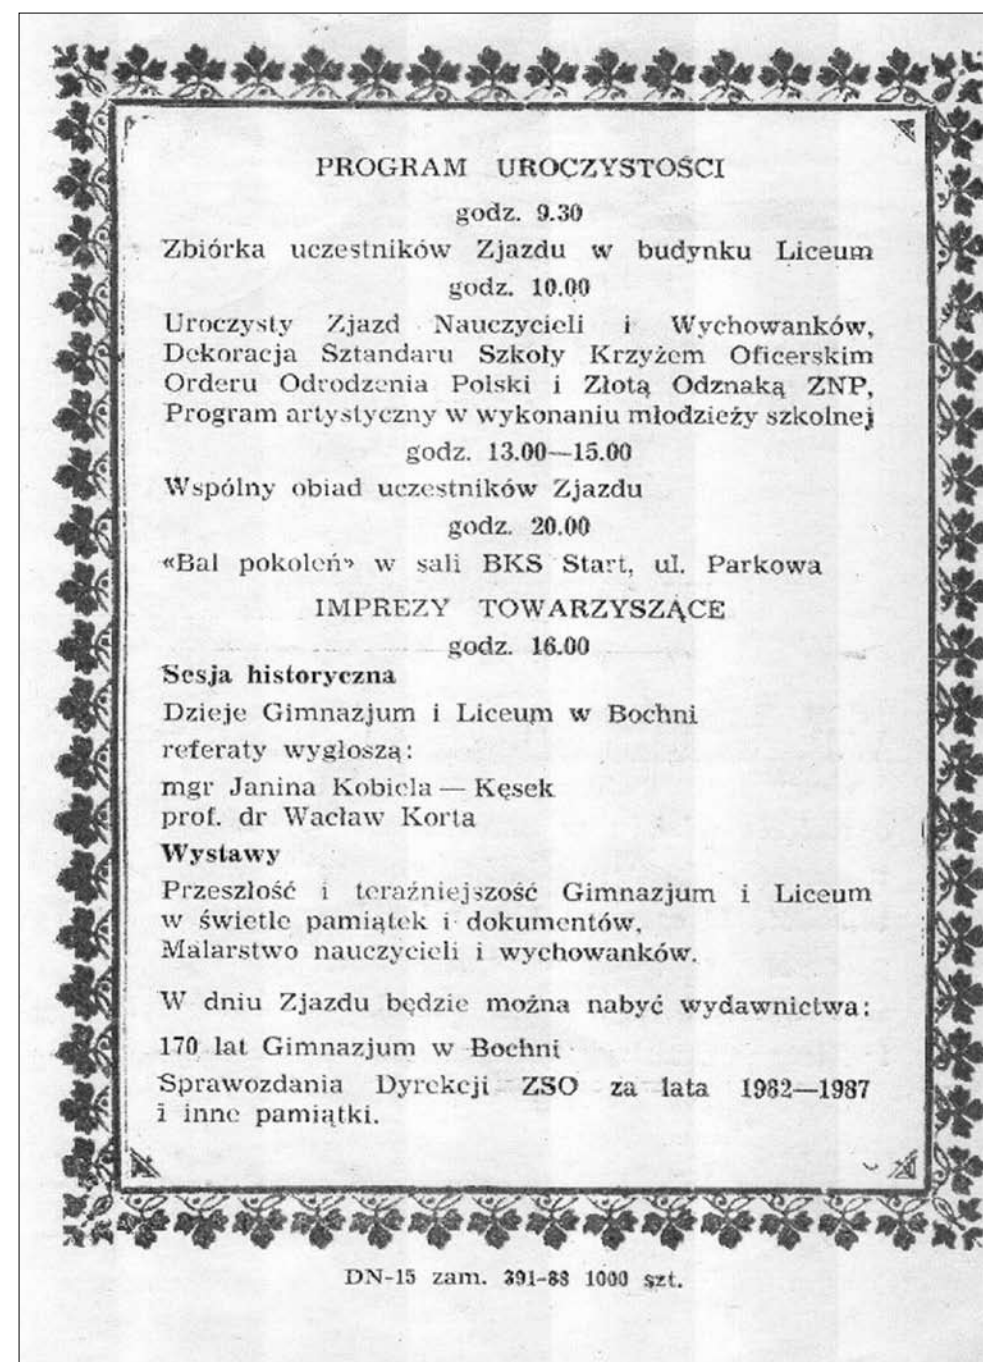 PROGRAM UROCZYSTOŚCI
godz. 9.30
Zbiórka uczestników Zjazdu w budynku Liceum
godz. 10.00
Uroczysty Zjazd Nauczycieli i Wychowanków,
Dekoracja Sztandaru Szkoły Krzyżem Oficerskim
Orderu Odrodzenia Polski i Złotą Odznaką ZNP,
Program artystyczny w wykonaniu młodzieży szkolnej
godz. 13.00—15.00
Wspólny obiad uczestników Zjazdu
godz. 20.00
«Bal pokoleń» w sali BKS Start, ul. Parkowa
IMPREZY TOWARZYSZĄCE
godz. 16.00
Sesja historyczna
Dzieje Gimnazjum i Liceum w Bochni
referaty wygłoszą:
mgr Janina Kobiela — Kęsek
prof. dr Wacław Korta
Wystawy
Przeszłość i teraźniejszość Gimnazjum i Liceum
w świetle pamiątek i dokumentów,
Malarstwo nauczycieli i wychowanków.
W dniu Zjazdu będzie można nabyć wydawnictwa:
170 lat Gimnazjum w Bochni
Sprawozdania Dyrekcji ZSO za lata 1982—1987
i inne pamiątki.
DN-15 zam. 391-88 1000 szt.